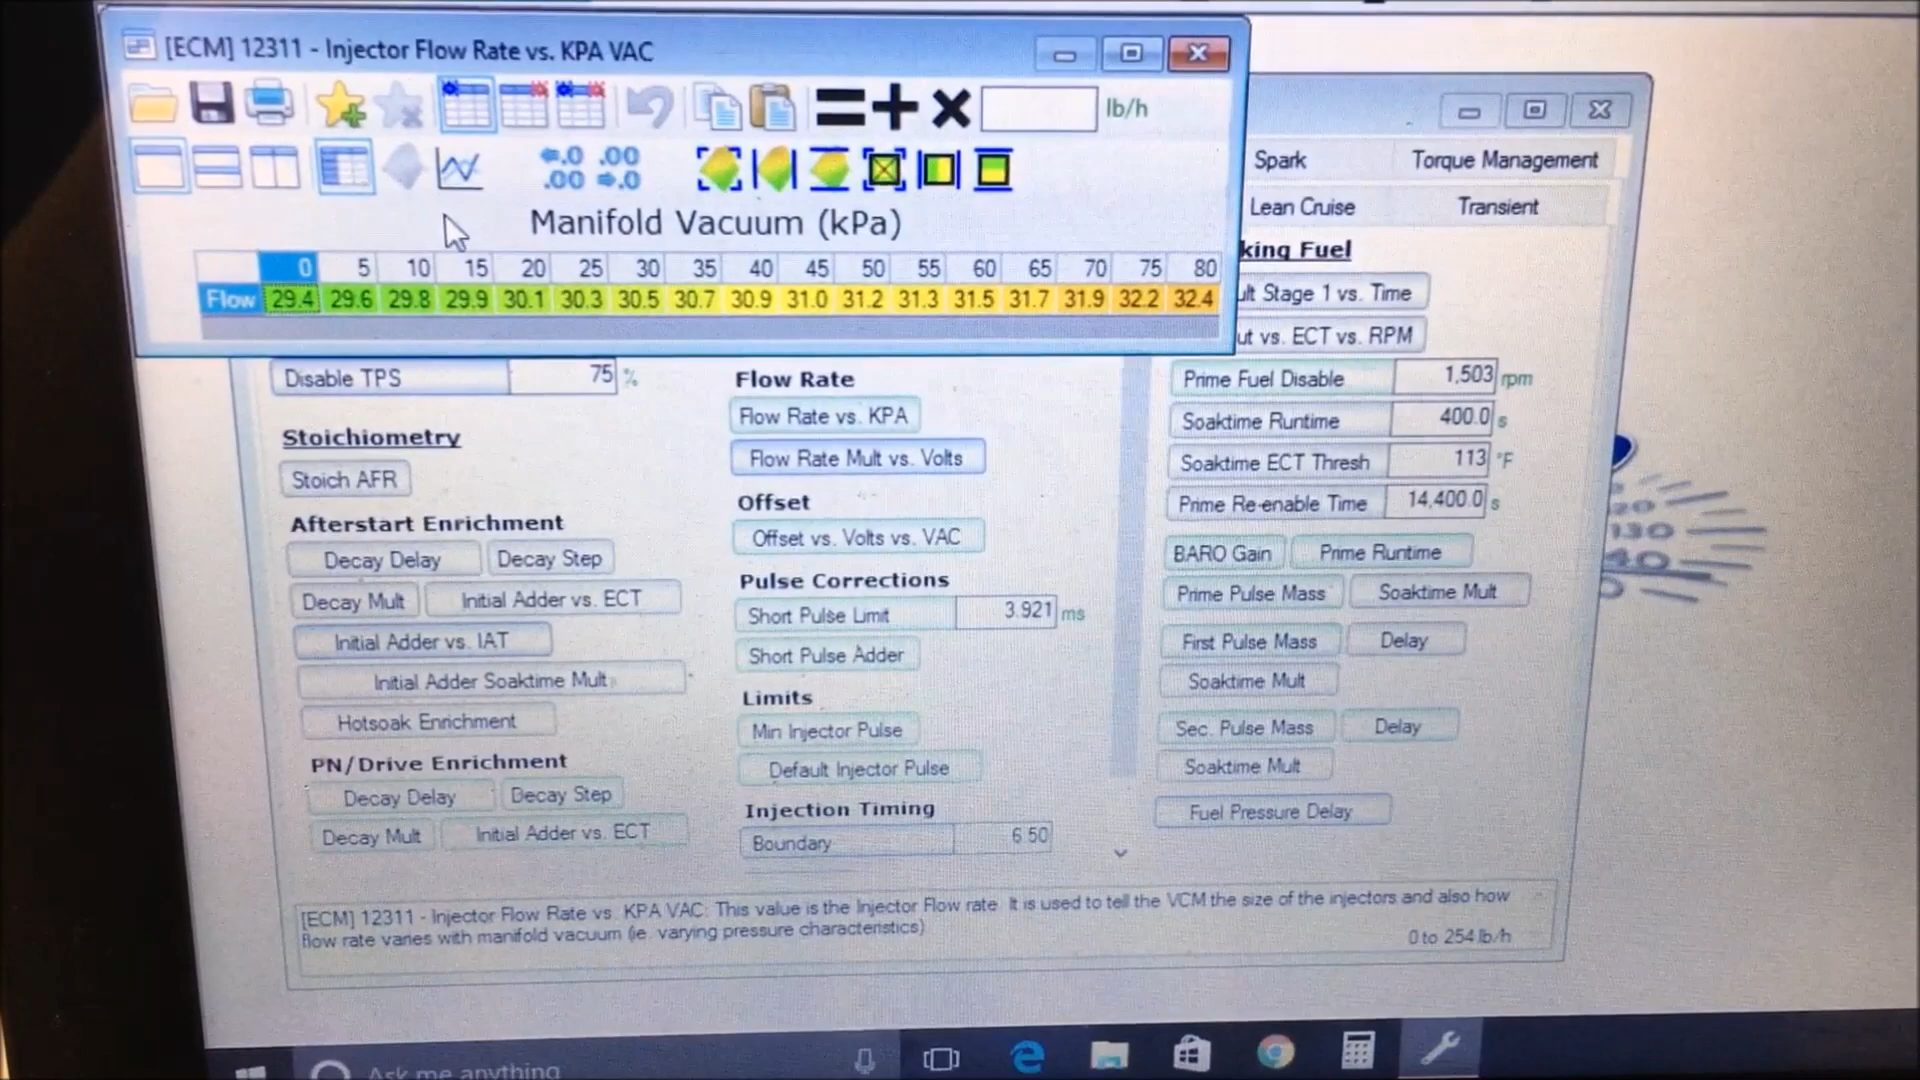 [ECM] 12311 - Injector Flow Rate vs. KPA VAC
lb/h
Manifold Vacuum (kPa)
0 5 10 15 20 25 30 35 40 45 50 55 60 65 70 75 80
Flow 29.4 29.6 29.8 29.9 30.1 30.3 30.5 30.7 30.9 31.0 31.2 31.3 31.5 31.7 31.9 32.2 32.4
Spark Torque Management
Lean Cruise Transient
king Fuel
ult Stage 1 vs. Time
ut vs. ECT vs. RPM
Disable TPS 75 %
Stoichiometry
Stoich AFR
Afterstart Enrichment
Decay Delay Decay Step
Decay Mult Initial Adder vs. ECT
Initial Adder vs. IAT
Initial Adder Soaktime Mult
Hotsoak Enrichment
PN/Drive Enrichment
Decay Delay Decay Step
Decay Mult Initial Adder vs. ECT
Flow Rate
Flow Rate vs. KPA
Flow Rate Mult vs. Volts
Offset
Offset vs. Volts vs. VAC
Pulse Corrections
Short Pulse Limit 3.921 ms
Short Pulse Adder
Limits
Min Injector Pulse
Default Injector Pulse
Injection Timing
Boundary 6.50
Prime Fuel Disable 1,503 rpm
Soaktime Runtime 400.0 s
Soaktime ECT Thresh 113 °F
Prime Re-enable Time 14,400.0 s
BARO Gain Prime Runtime
Prime Pulse Mass Soaktime Mult
First Pulse Mass Delay
Soaktime Mult
Sec. Pulse Mass Delay
Soaktime Mult
Fuel Pressure Delay
130
[ECM] 12311 - Injector Flow Rate vs. KPA VAC: This value is the Injector Flow rate. It is used to tell the VCM the size of the injectors and also how
flow rate varies with manifold vacuum (ie. varying pressure characteristics)
0 to 254 lb/h
Ask me anything